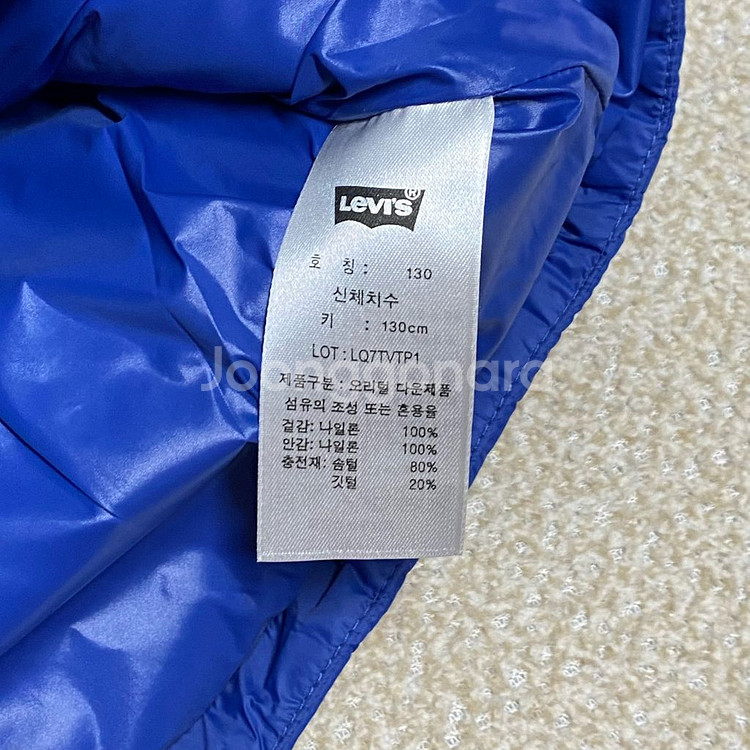 LEVI'S®
호 칭 : 130
신체치수
키 : 130cm
LOT : LQ7TVTP1
Joonggonara
제품구분 : 오리털 다운제품
섬유의 조성 또는 혼용율
겉감: 나일론 100%
안감: 나일론 100%
충전재: 솜털 80%
깃털 20%